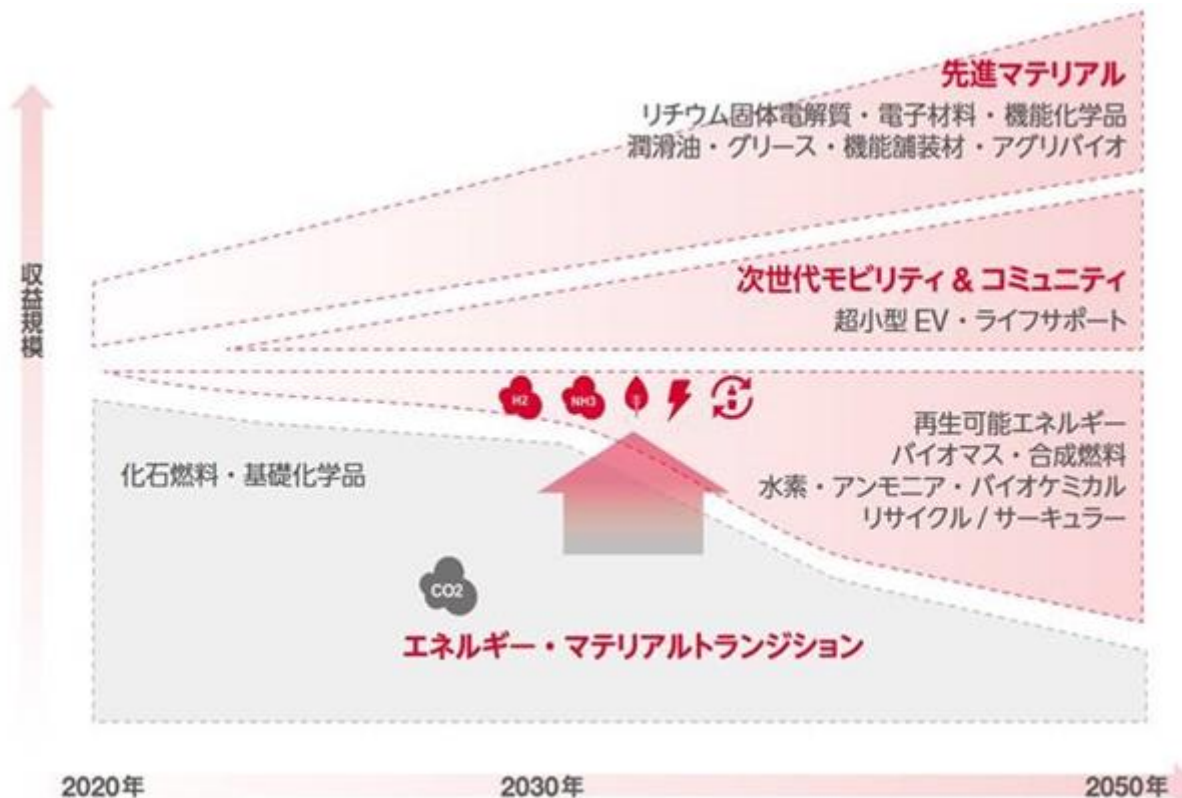 先進マテリアル
リチウム固体電解質・電子材料・機能化学品
潤滑油・グリース・機能舗装材・アグリバイオ
収益規模
次世代モビリティ & コミュニティ
超小型 EV・ライフサポート
H2
NH3
再生可能エネルギー
バイオマス・合成燃料
水素・アンモニア・バイオケミカル
リサイクル / サーキュラー
化石燃料・基礎化学品
CO2
エネルギー・マテリアルトランジション
2020年
2030年
2050年